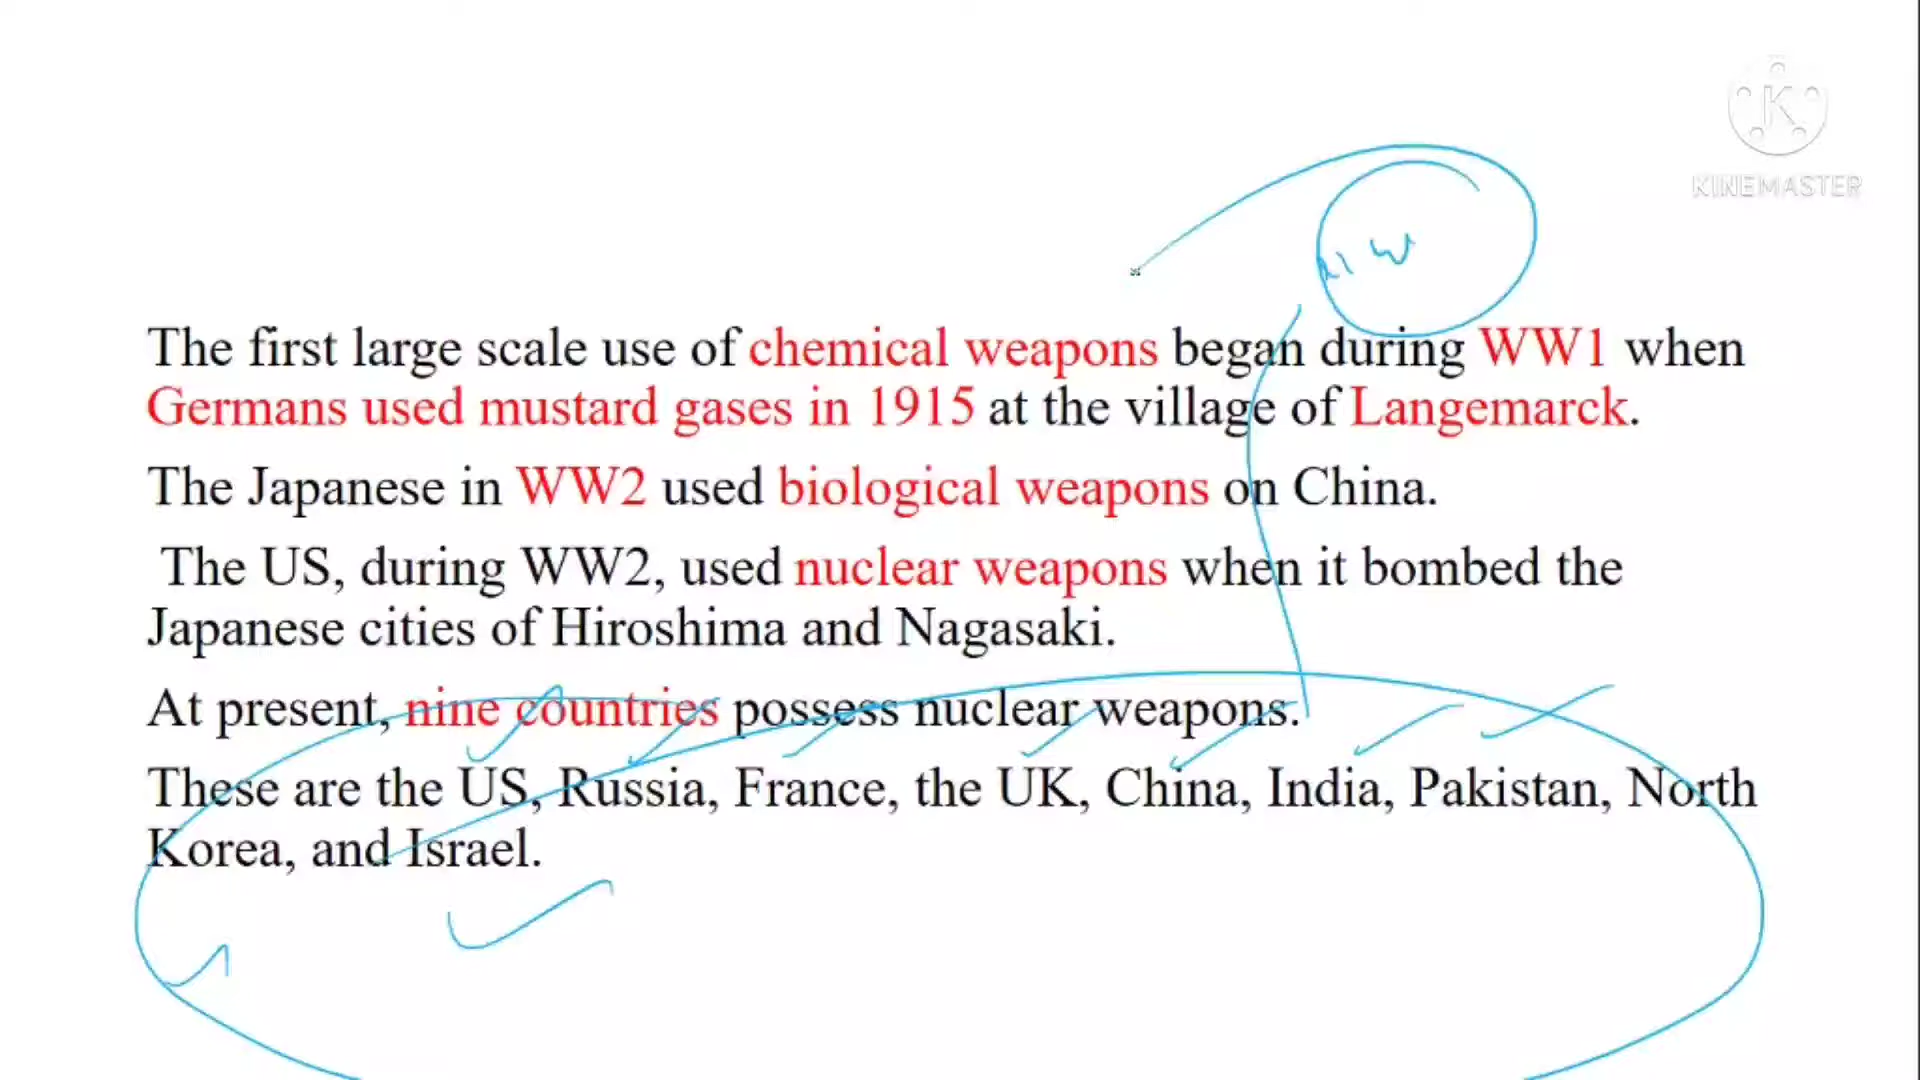 KINEMASTER
The first large scale use of chemical weapons began during WW1 when
Germans used mustard gases in 1915 at the village of Langemarck.
The Japanese in WW2 used biological weapons on China.
The US, during WW2, used nuclear weapons when it bombed the
Japanese cities of Hiroshima and Nagasaki.
At present, nine countries possess nuclear weapons.
These are the US, Russia, France, the UK, China, India, Pakistan, North
Korea, and Israel.